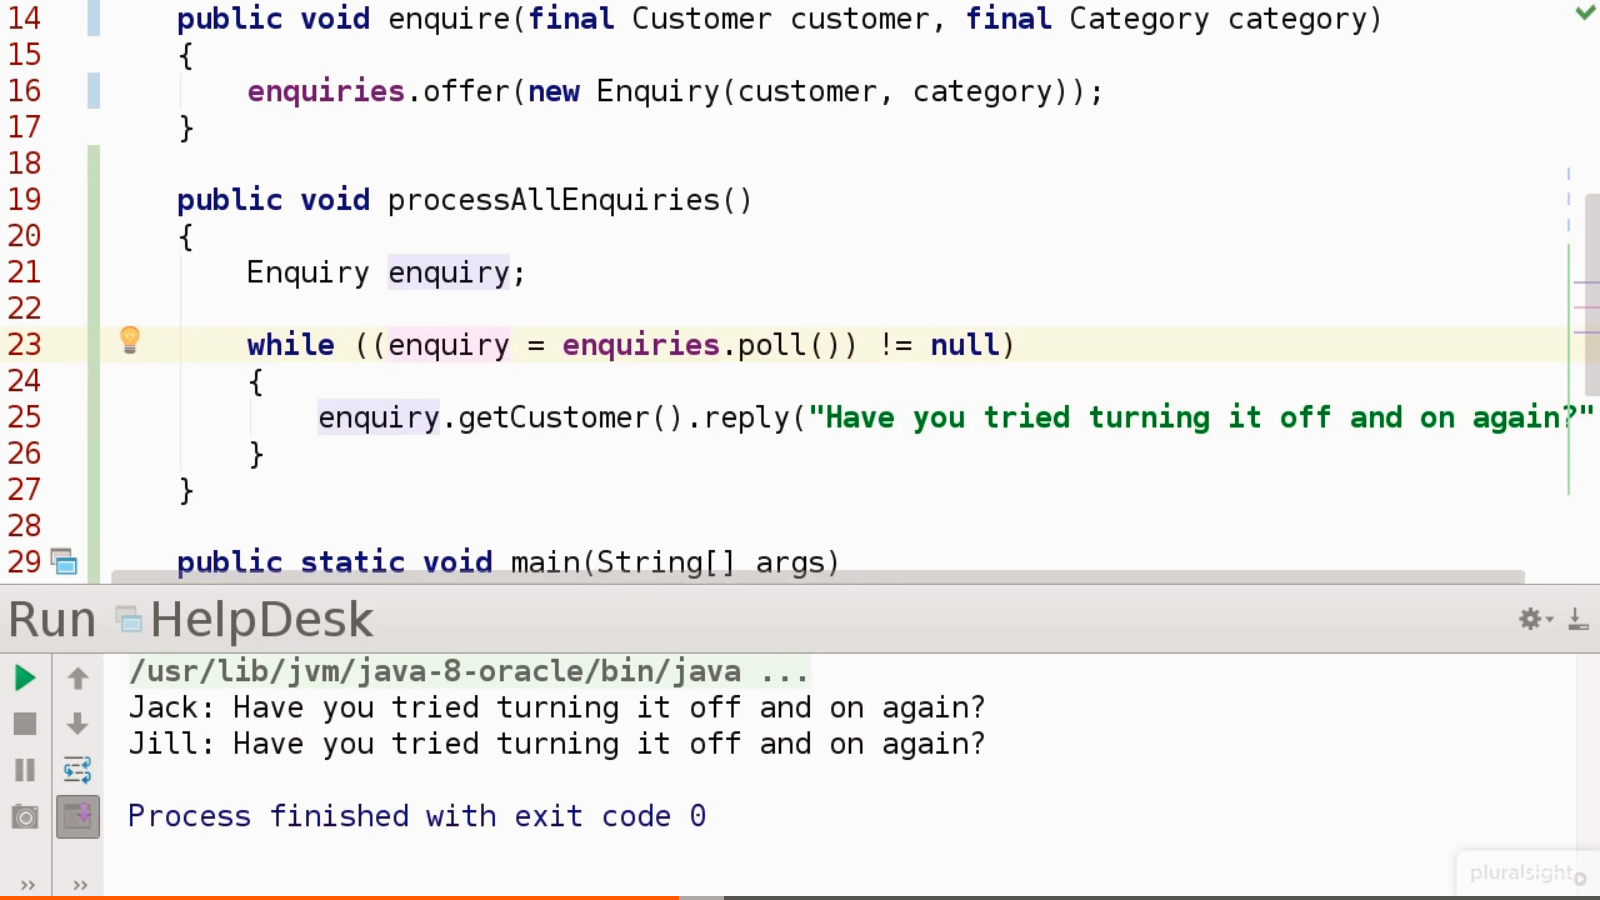 14 public void enquire(final Customer customer, final Category category)
15 {
16 enquiries.offer(new Enquiry(customer, category));
17 }
18
19 public void processAllEnquiries()
20 {
21 Enquiry enquiry;
22
23 while ((enquiry = enquiries.poll()) != null)
24 {
25 enquiry.getCustomer().reply("Have you tried turning it off and on again?"
26 }
27 }
28
29 public static void main(String[] args)
Run HelpDesk
/usr/lib/jvm/java-8-oracle/bin/java ...
Jack: Have you tried turning it off and on again?
Jill: Have you tried turning it off and on again?
Process finished with exit code 0
pluralsight